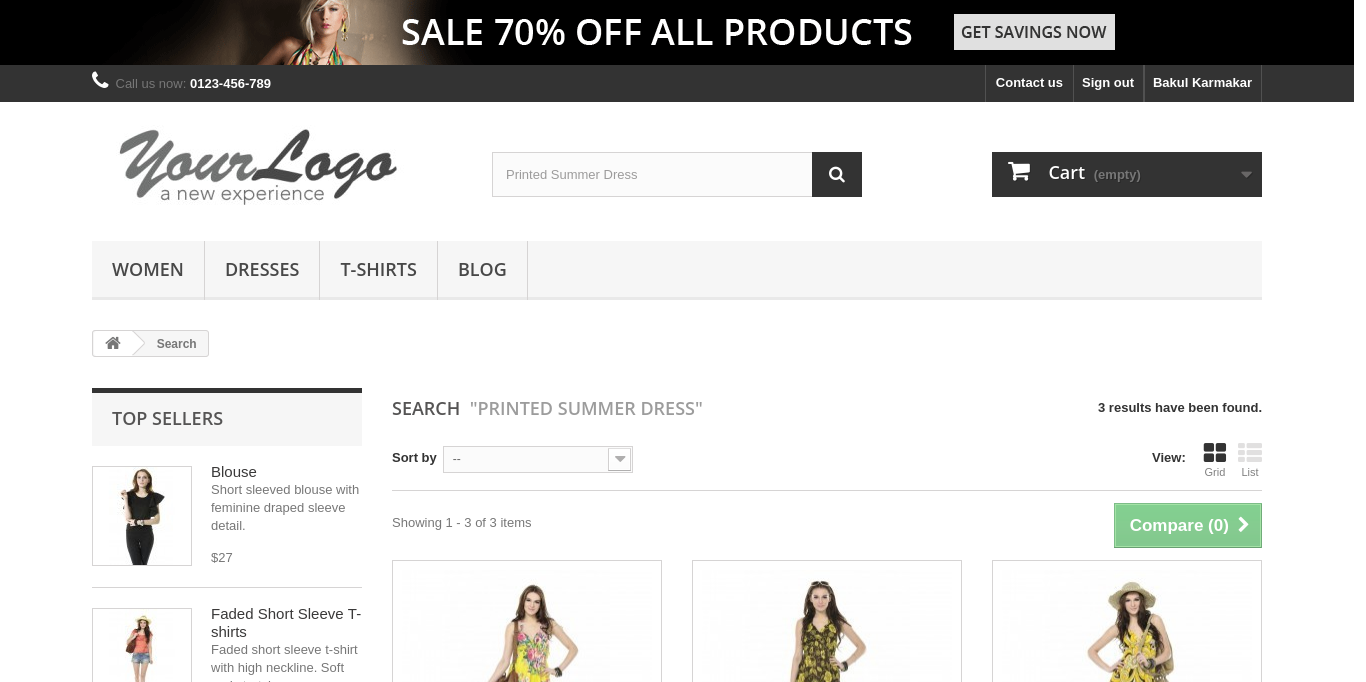 SALE 70% OFF ALL PRODUCTS GET SAVINGS NOW
Call us now: 0123-456-789 Contact us Sign out Bakul Karmakar
YourLogo
a new experience
Printed Summer Dress
Cart (empty)
WOMEN DRESSES T-SHIRTS BLOG
Search
TOP SELLERS
Blouse
Short sleeved blouse with
feminine draped sleeve
detail.
$27
Faded Short Sleeve T-
shirts
Faded short sleeve t-shirt
with high neckline. Soft
SEARCH "PRINTED SUMMER DRESS" 3 results have been found.
Sort by -- View: Grid List
Showing 1 - 3 of 3 items Compare (0)